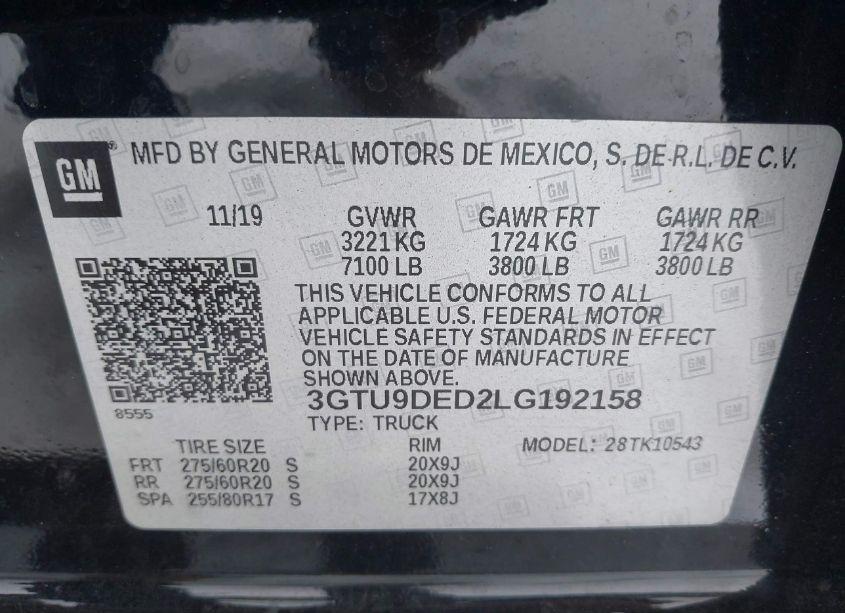 GM® MFD BY GENERAL MOTORS DE MEXICO, S. DE R.L. DE C.V.
11/19 GVWR GAWR FRT GAWR RR
3221 KG 1724 KG 1724 KG
7100 LB 3800 LB 3800 LB
THIS VEHICLE CONFORMS TO ALL
APPLICABLE U.S. FEDERAL MOTOR
VEHICLE SAFETY STANDARDS IN EFFECT
ON THE DATE OF MANUFACTURE
SHOWN ABOVE.
3GTU9DED2LG192158
8555
TYPE: TRUCK
TIRE SIZE RIM MODEL: 28TK10543
FRT 275/60R20 S 20X9J
RR 275/60R20 S 20X9J
SPA 255/80R17 S 17X8J